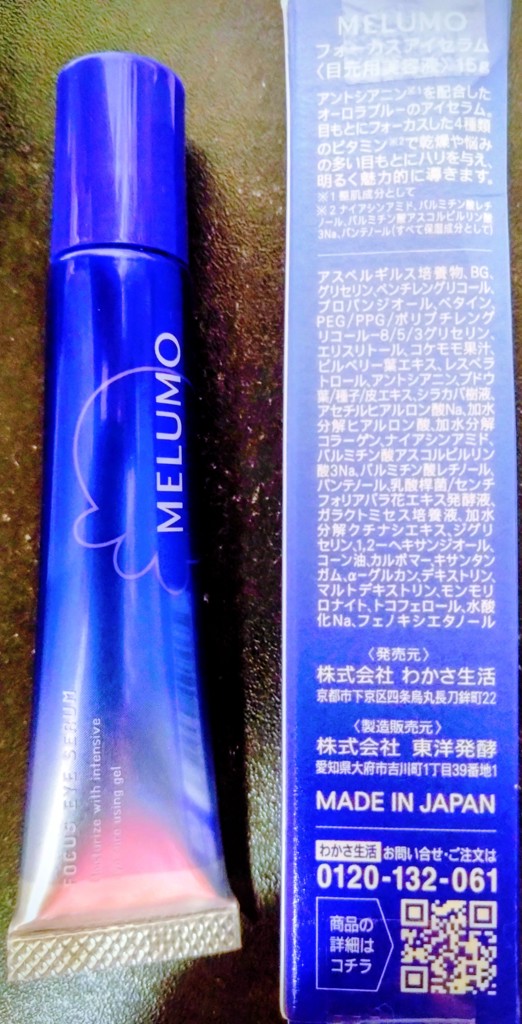 MELUMO
FOCUS EYE SERUM
intensive
using gel
MELUMO
フォーカスアイセラム
〈目元用美容液〉15g
アントシアニン※1を配合した
オーロラブルーのアイセラム。
目もとにフォーカスした4種類
のビタミン※2で乾燥や悩み
の多い目もとにハリを与え、
明るく魅力的に導きます。
※1 整肌成分として
※2 ナイアシンアミド、パルミチン酸レチ
ノール、パルミチン酸アスコルビルリン酸
3Na、パンテノール(すべて保湿成分として)
アスペルギルス培養物、BG、
グリセリン、ペンチレングリコール、
プロパンジオール、ベタイン、
PEG/PPG/ポリブチレング
リコール-8/5/3グリセリン、
エリスリトール、コケモモ果汁、
ビルベリー葉エキス、レスベラ
トロール、アントシアニン、ブドウ
葉/種子/皮エキス、シラカバ樹液、
アセチルヒアルロン酸Na、加水
分解ヒアルロン酸、加水分解
コラーゲン、ナイアシンアミド、
パルミチン酸アスコルビルリン
酸3Na、パルミチン酸レチノール、
パンテノール、乳酸桿菌/センチ
フォリアバラ花エキス発酵液、
ガラクトミセス培養液、加水
分解クチナシエキス、ジグリ
セリン、1,2-ヘキサンジオール、
コーン油、カルボマー、キサンタン
ガム、α-グルカン、デキストリン、
マルトデキストリン、モンモリ
ロナイト、トコフェロール、水酸
化Na、フェノキシエタノール
〈発売元〉
株式会社 わかさ生活
京都市下京区四条烏丸長刀鉾町22
〈製造販売元〉
株式会社 東洋発酵
愛知県大府市吉川町1丁目39番地1
MADE IN JAPAN
わかさ生活 お問い合せ・ご注文は
0120-132-061
商品の
詳細は
コチラ